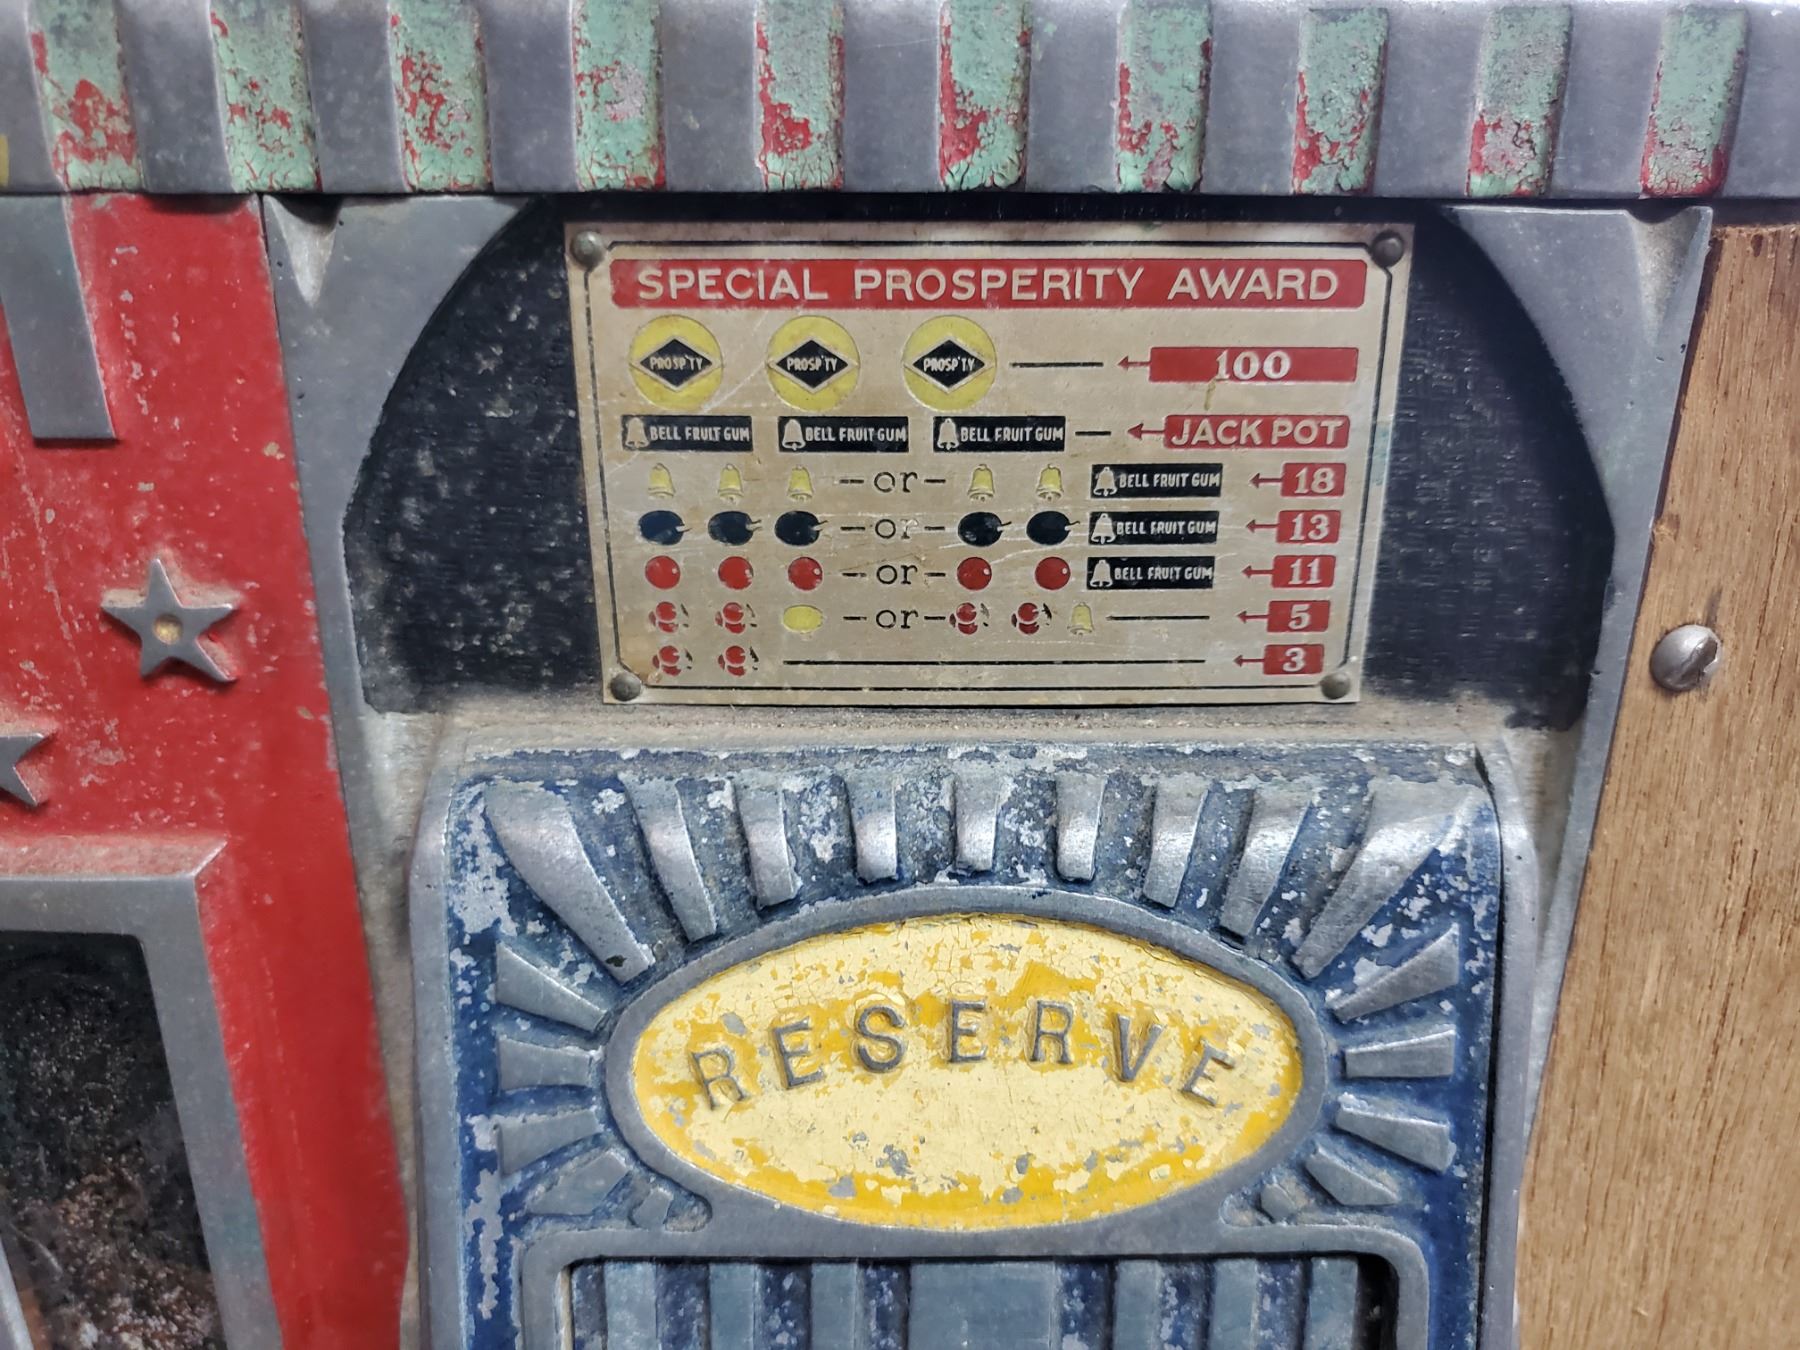 SPECIAL PROSPERITY AWARD
PROSP'TY PROSP'TY PROSP'TY 100
BELL FRUIT GUM BELL FRUIT GUM BELL FRUIT GUM JACK POT
-or- BELL FRUIT GUM 18
-or- BELL FRUIT GUM 13
-or- BELL FRUIT GUM 11
-or- 5
3
RESERVE